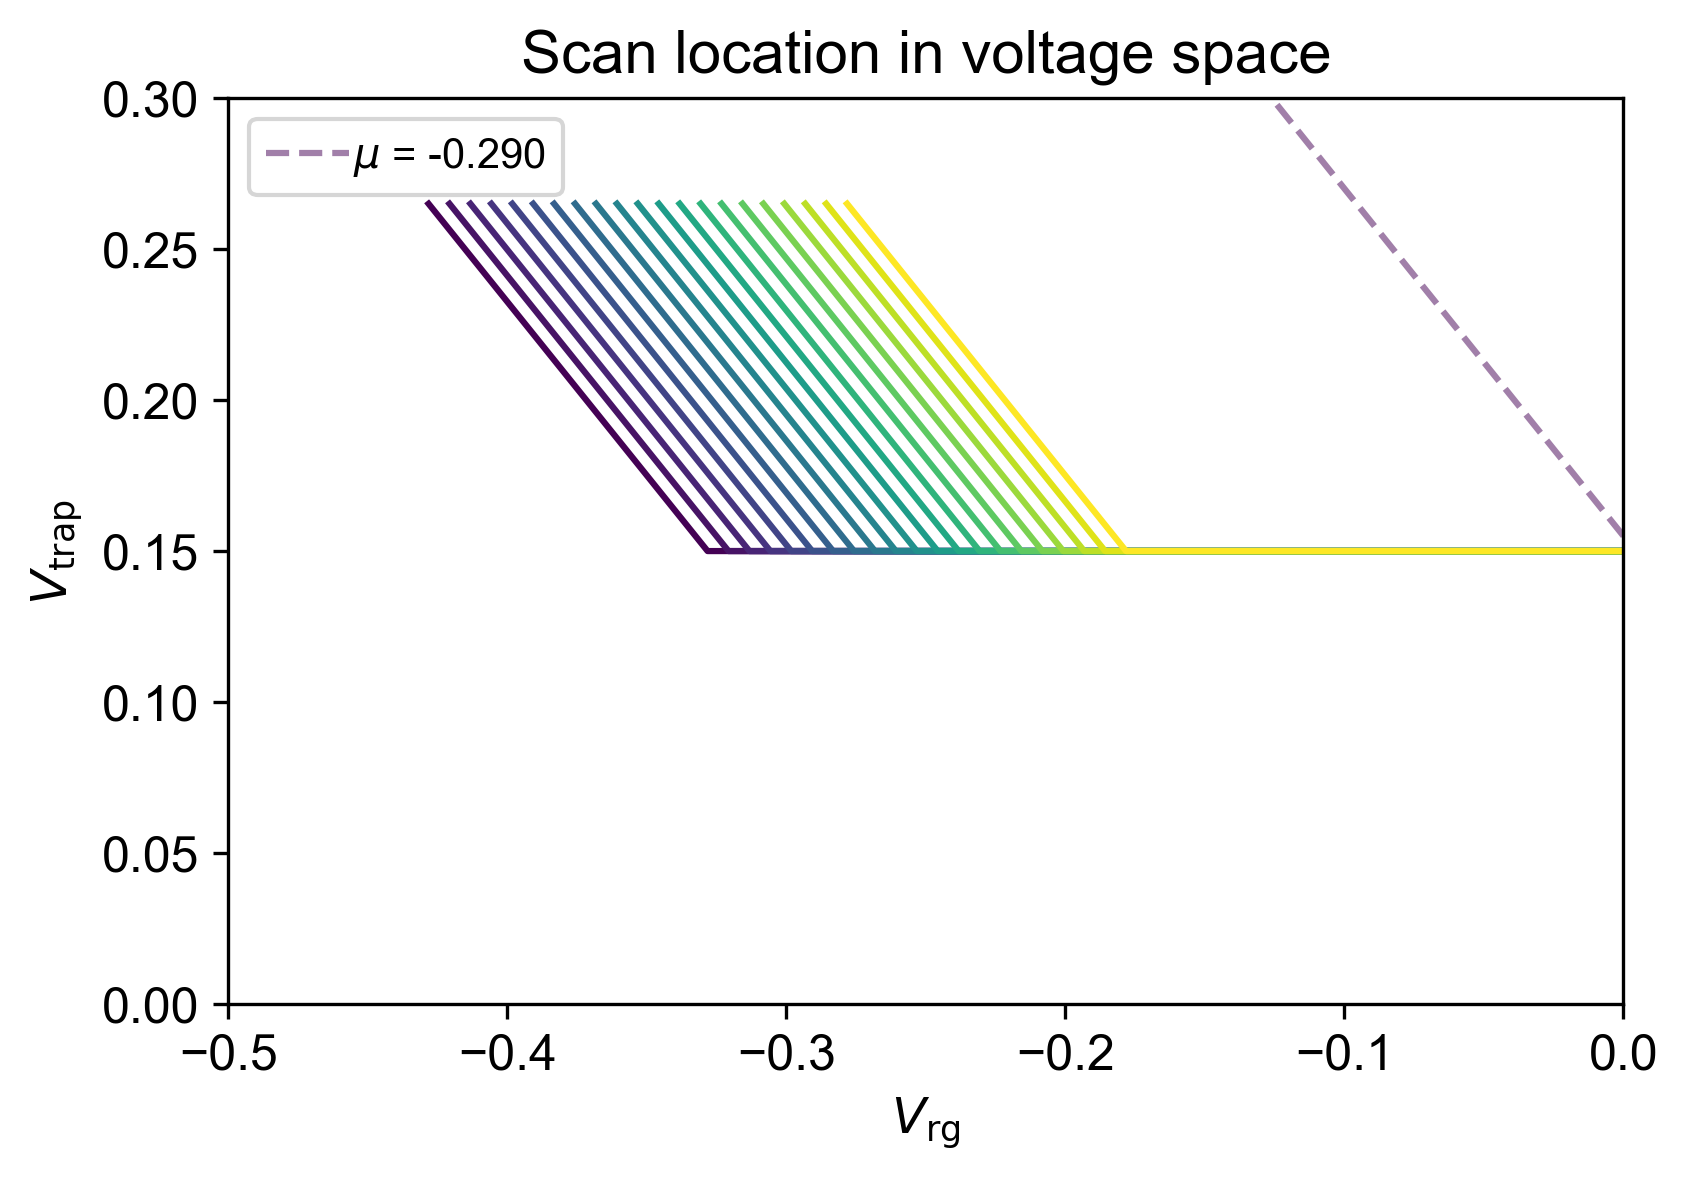 Scan location in voltage space
μ = -0.290
0.30
0.25
0.20
0.15
0.10
0.05
0.00
V_trap
−0.5 −0.4 −0.3 −0.2 −0.1 0.0
V_rg